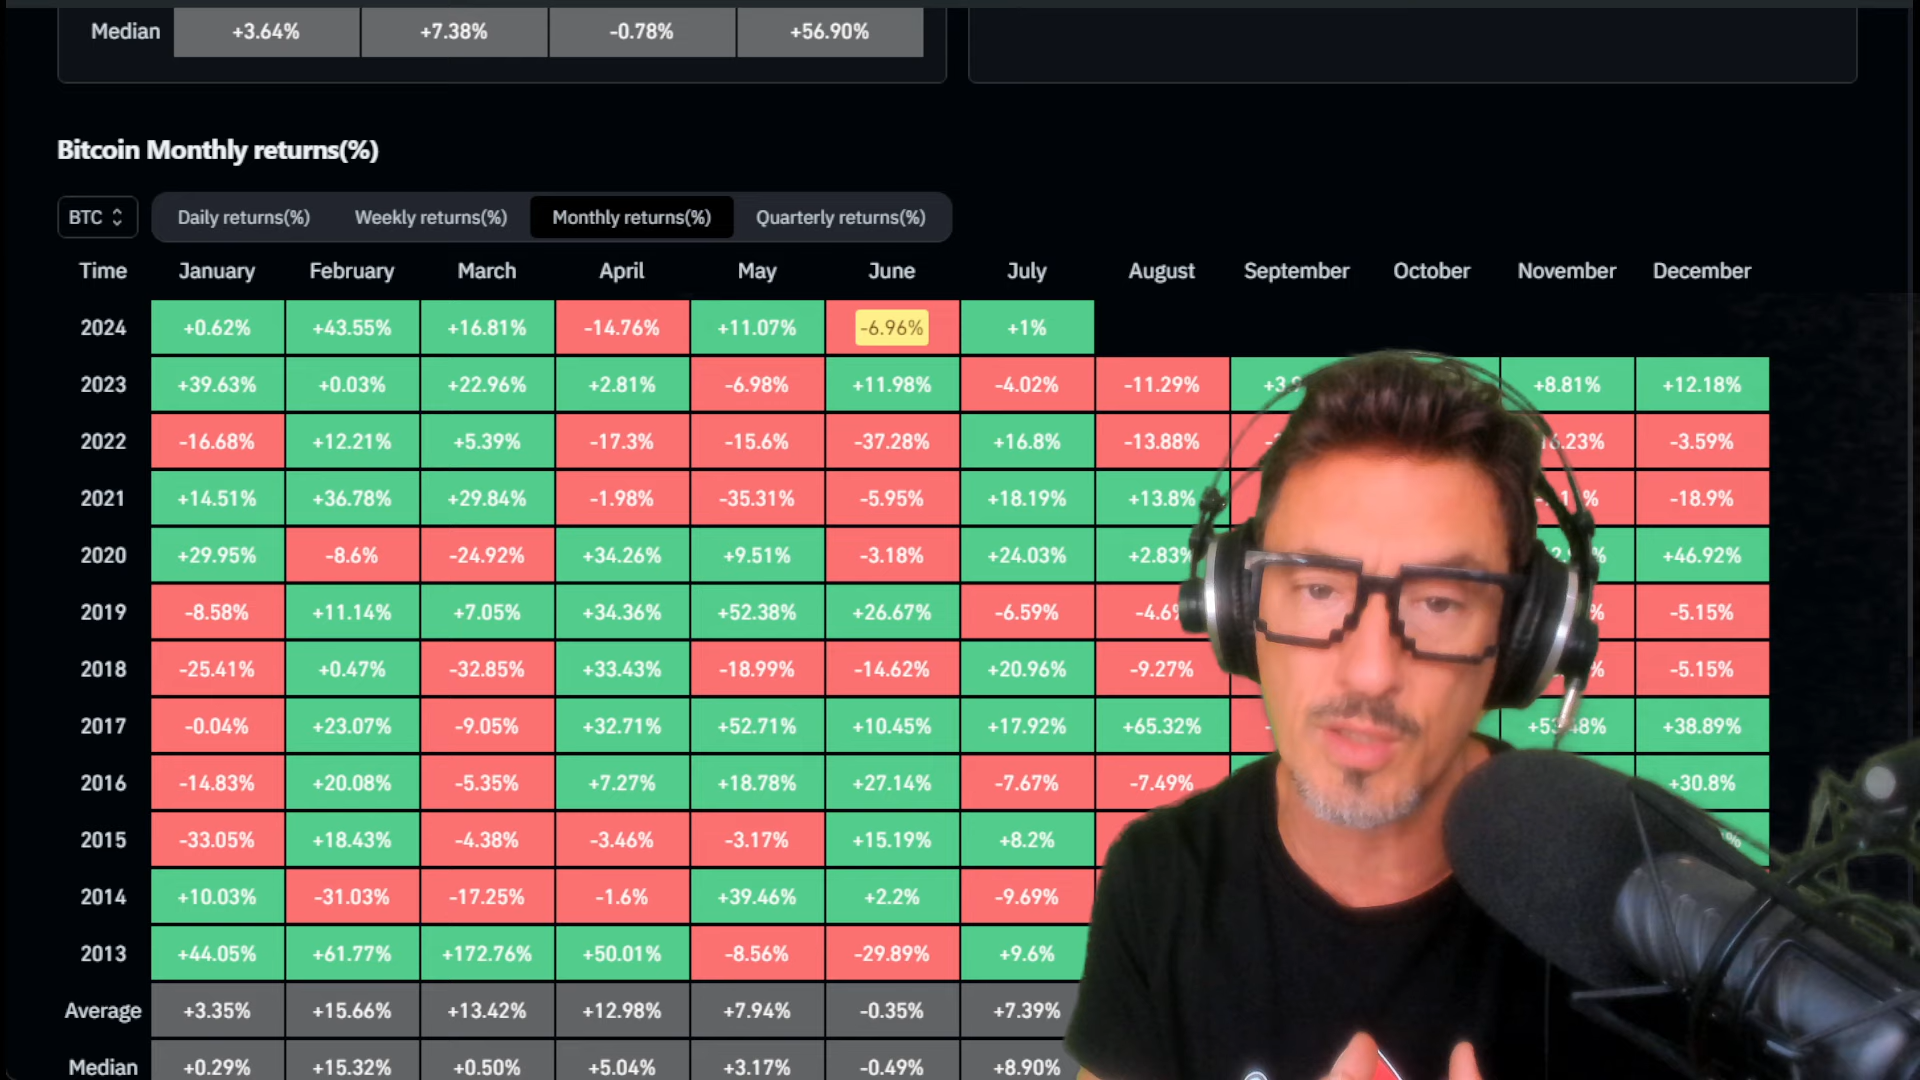 Median +3.64% +7.38% -0.78% +56.90%
Bitcoin Monthly returns(%)
BTC Daily returns(%) Weekly returns(%) Monthly returns(%) Quarterly returns(%)
Time January February March April May June July August September October November December
2024 +0.62% +43.55% +16.81% -14.76% +11.07% -6.96% +1%
2023 +39.63% +0.03% +22.96% +2.81% -6.98% +11.98% -4.02% -11.29% +8.81% +12.18%
2022 -16.68% +12.21% +5.39% -17.3% -15.6% -37.28% +16.8% -13.88% -3.59%
2021 +14.51% +36.78% +29.84% -1.98% -35.31% -5.95% +18.19% +13.8% -18.9%
2020 +29.95% -8.6% -24.92% +34.26% +9.51% -3.18% +24.03% +2.83% +46.92%
2019 -8.58% +11.14% +7.05% +34.36% +52.38% +26.67% -6.59% -5.15%
2018 -25.41% +0.47% -32.85% +33.43% -18.99% -14.62% +20.96% -9.27% -5.15%
2017 -0.04% +23.07% -9.05% +32.71% +52.71% +10.45% +17.92% +65.32% +38.89%
2016 -14.83% +20.08% -5.35% +7.27% +18.78% +27.14% -7.67% -7.49% +30.8%
2015 -33.05% +18.43% -4.38% -3.46% -3.17% +15.19% +8.2%
2014 +10.03% -31.03% -17.25% -1.6% +39.46% +2.2% -9.69%
2013 +44.05% +61.77% +172.76% +50.01% -8.56% -29.89% +9.6%
Average +3.35% +15.66% +13.42% +12.98% +7.94% -0.35% +7.39%
Median +0.29% +15.32% +0.50% +5.04% +3.17% -0.49% +8.90%